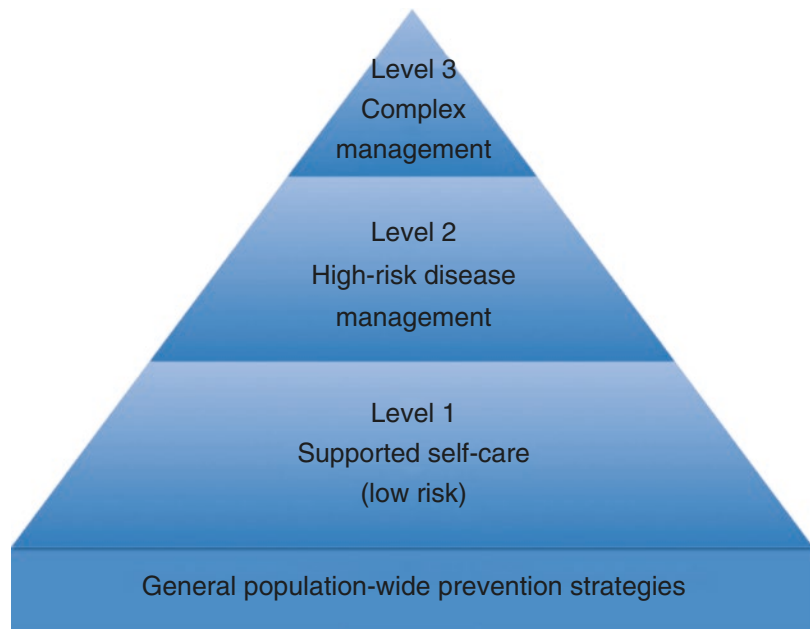 Level 3
Complex
management
Level 2
High-risk disease
management
Level 1
Supported self-care
(low risk)
General population-wide prevention strategies